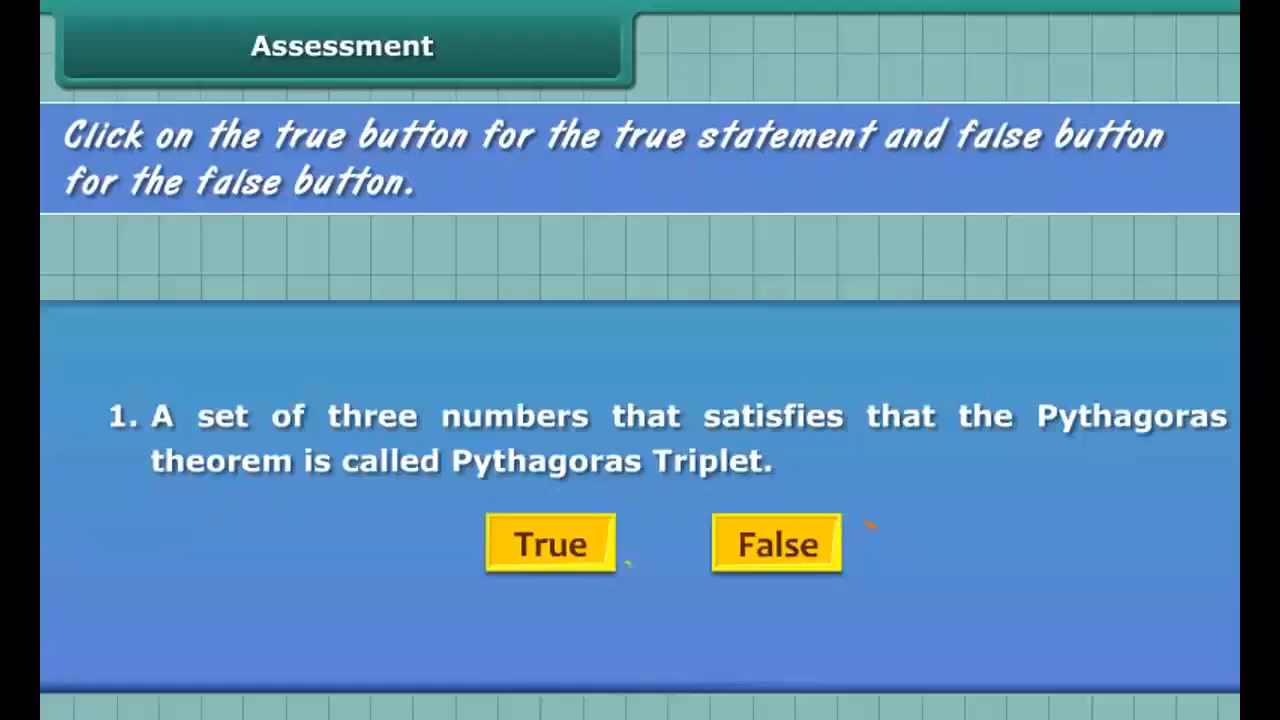 Assessment
Click on the true button for the true statement and false button
for the false button.
1. A set of three numbers that satisfies that the Pythagoras
theorem is called Pythagoras Triplet.
True
False